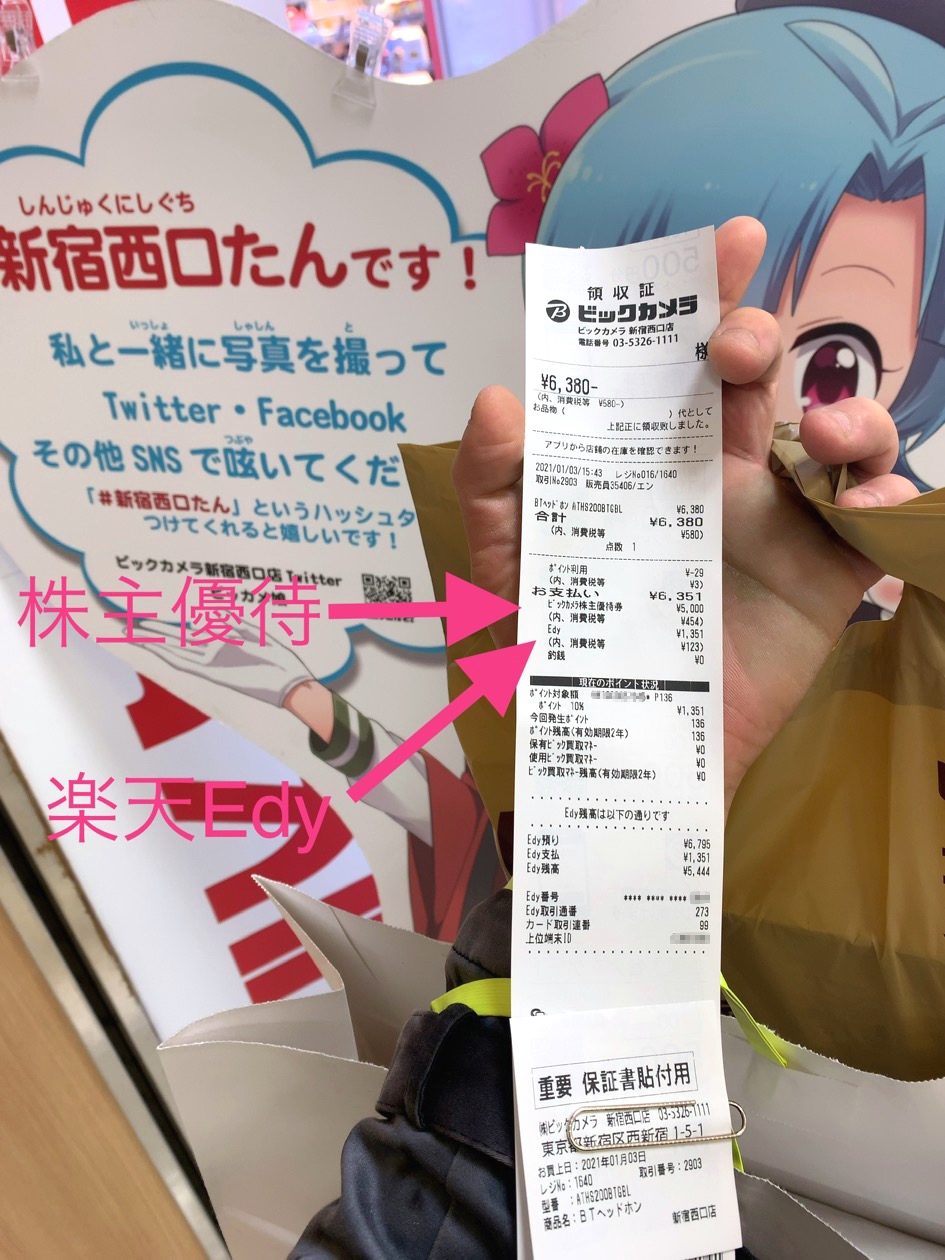 しんじゅくにしぐち
新宿西口たんです!
いっしょ しゃしん と
私と一緒に写真を撮って
Twitter・Facebook
つぶや
その他SNSで呟いてくだ
「#新宿西口たん」というハッシュタ
つけてくれると嬉しいです!
ビックカメラ新宿西口店Twitter
株主優待
楽天Edy
領収証
ビックカメラ
ビックカメラ 新宿西口店
電話番号 03-5326-1111
様
¥6,380-
(内、消費税等 ¥580-)
お品物( )代として
上記正に領収致しました。
アプリから店舗の在庫を確認できます!
2021/01/03/15:43 レジNo016/1640
取引No2903 販売員35406/エン
BTヘッドホン ATHS200BTGBL ¥6,380
合計 ¥6,380
(内、消費税等 ¥580)
点数 1
ポイント利用 ¥-29
(内、消費税等 ¥3)
お支払い ¥6,351
ビックカメラ株主優待券 ¥5,000
(内、消費税等 ¥454)
Edy ¥1,351
(内、消費税等 ¥123)
釣銭 ¥0
現在のポイント状況
ポイント対象額 P136
ポイント 10% ¥1,351
今回発生ポイント 136
ポイント残高(有効期限2年) 136
保有ビック買取マネー ¥0
使用ビック買取マネー ¥0
ビック買取マネー残高(有効期限2年) ¥0
Edy残高は以下の通りです
Edy預り ¥6,795
Edy支払 ¥1,351
Edy残高 ¥5,444
Edy番号 **** **** ****
Edy取引通番 273
カード取引連番 99
上位端末ID
重要 保証書貼付用
㈱ビックカメラ 新宿西口店 03-5326-1111
東京都新宿区西新宿 1-5-1
お買上日:2021年01月03日
レジNo:1640 取引番号:2903
型番 :ATHS200BTGBL
商品名:BTヘッドホン
新宿西口店